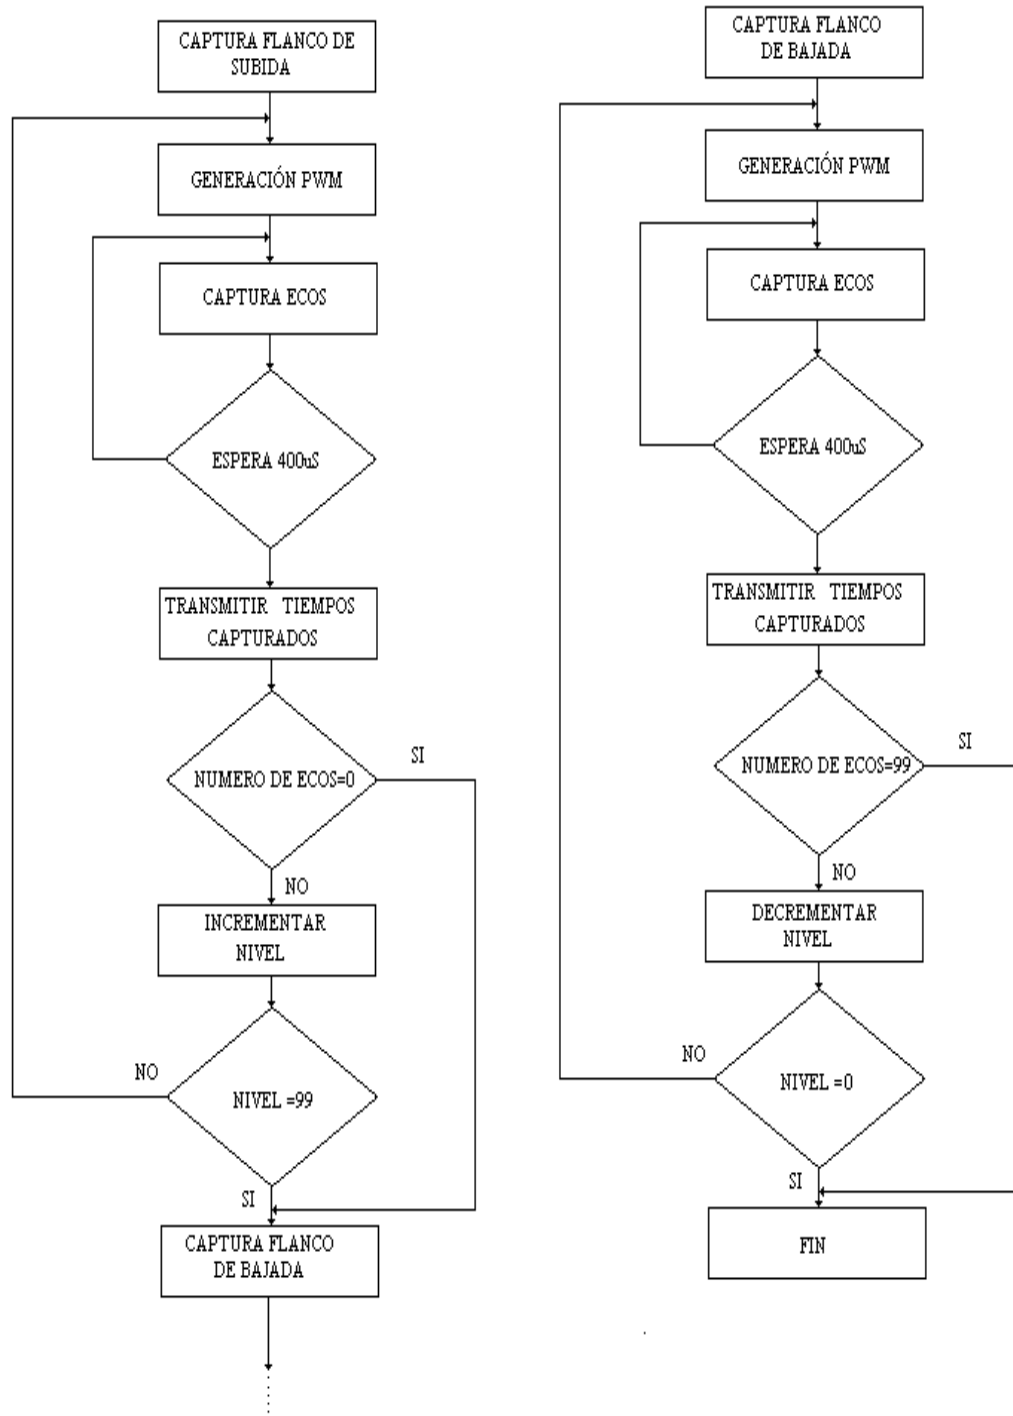 CAPTURA FLANCO DE
SUBIDA
GENERACIÓN PWM
CAPTURA ECOS
ESPERA 400uS
TRANSMITIR TIEMPOS
CAPTURADOS
NUMERO DE ECOS=0
SI
NO
INCREMENTAR
NIVEL
NO
NIVEL =99
SI
CAPTURA FLANCO
DE BAJADA
CAPTURA FLANCO
DE BAJADA
GENERACIÓN PWM
CAPTURA ECOS
ESPERA 400uS
TRANSMITIR TIEMPOS
CAPTURADOS
NUMERO DE ECOS=99
SI
NO
DECREMENTAR
NIVEL
NO
NIVEL =0
SI
FIN